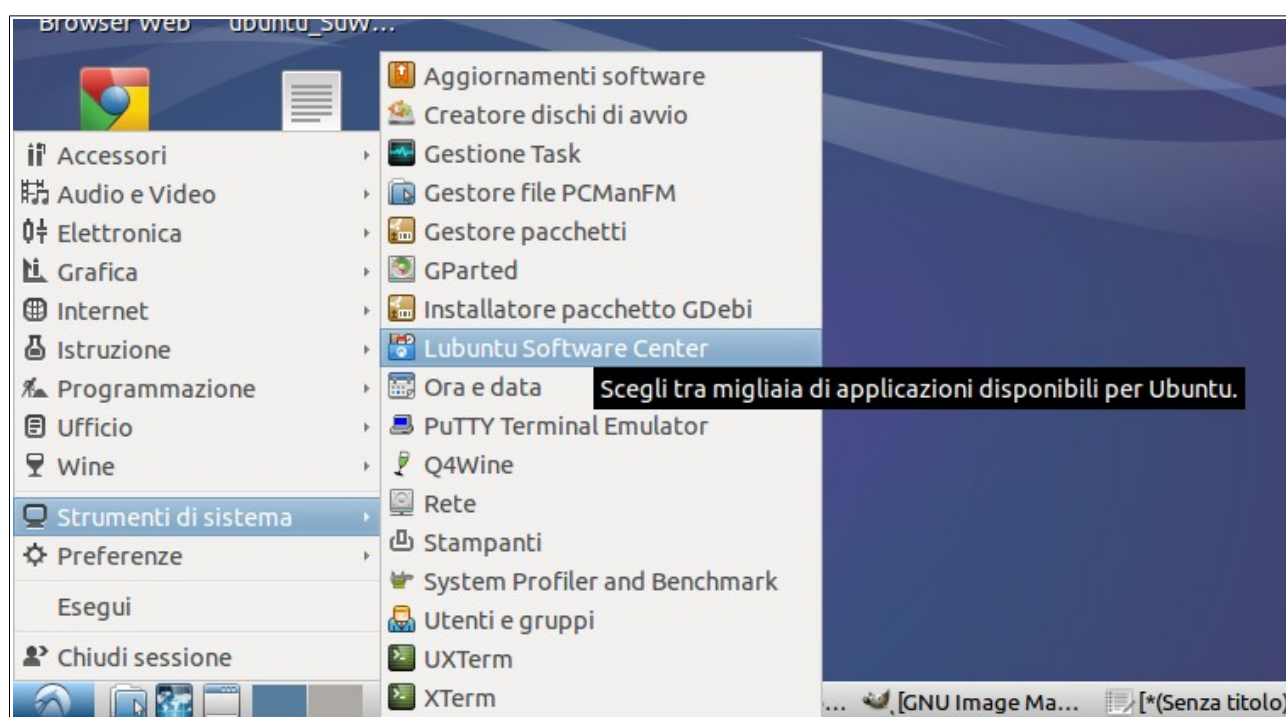 Browser Web ubuntu_SuW...
Aggiornamenti software
Creatore dischi di avvio
Gestione Task
Gestore file PCManFM
Gestore pacchetti
GParted
Installatore pacchetto GDebi
Lubuntu Software Center
Ora e data
Scegli tra migliaia di applicazioni disponibili per Ubuntu.
PuTTY Terminal Emulator
Q4Wine
Rete
Stampanti
System Profiler and Benchmark
Utenti e gruppi
UXTerm
XTerm
Accessori
Audio e Video
Elettronica
Grafica
Internet
Istruzione
Programmazione
Ufficio
Wine
Strumenti di sistema
Preferenze
Esegui
Chiudi sessione
... [GNU Image Ma... [*(Senza titolo)